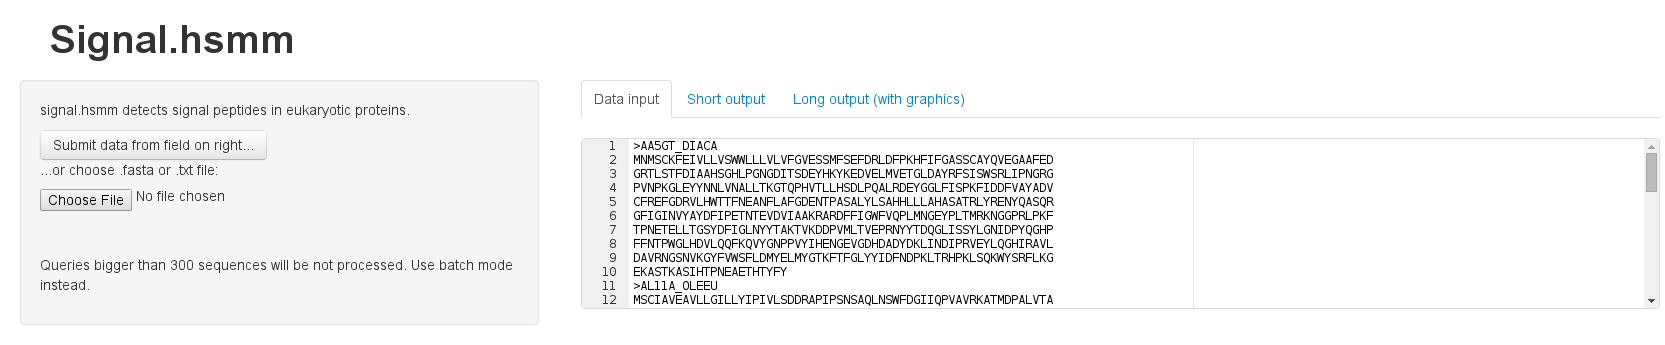 Signal.hsmm
signal.hsmm detects signal peptides in eukaryotic proteins.
Submit data from field on right...
...or choose .fasta or .txt file:
Choose File No file chosen
Queries bigger than 300 sequences will be not processed. Use batch mode
instead.
Data input Short output Long output (with graphics)
1 >AA5GT_DIACA
2 MNMSCKFEIVLLVSWWLLLVLVFGVESSMFSEFDRLDFPKHFIFGASSCAYQVEGAAFED
3 GRTLSTFDIAAHSGHLPGNGDITSDEYHKYKEDVELMVETGLDAYRFSISWSRLIPNGRG
4 PVNPKGLEYYNNLVNALLTKGTQPHVTLLHSDLPQALRDEYGGLFISPKFIDDFVAYADV
5 CFREFGDRVLHWTTFNEANFLAFGDENTPASALYLSAHHLLLAHASATRLYRENYQASQR
6 GFIGINVYAYDFIPETNTEVDVIAAKRARDFFIGWFVQPLMNGEYPLTMRKNGGPRLPKF
7 TPNETELLTGSYDFIGLNYYTAKTVKDDPVMLTVEPRNYYTDQGLISSYLGNIDPYQGHP
8 FFNTPWGLHDVLQQFKQVYGNPPVYIHENGEVGDHDADYDKLINDIPRVEYLQGHIRAVL
9 DAVRNGSNVKGYFVWSFLDMYELMYGTKFTFGLYYIDFNDPKLTRHPKLSQKWYSRFLKG
10 EKASTKASIHTPNEAETHTYFY
11 >AL11A_OLEEU
12 MSCIAVEAVLLGILLYIPIVLSDDRAPIPSNSAQLNSWFDGIIQPVAVRKATMDPALVTA